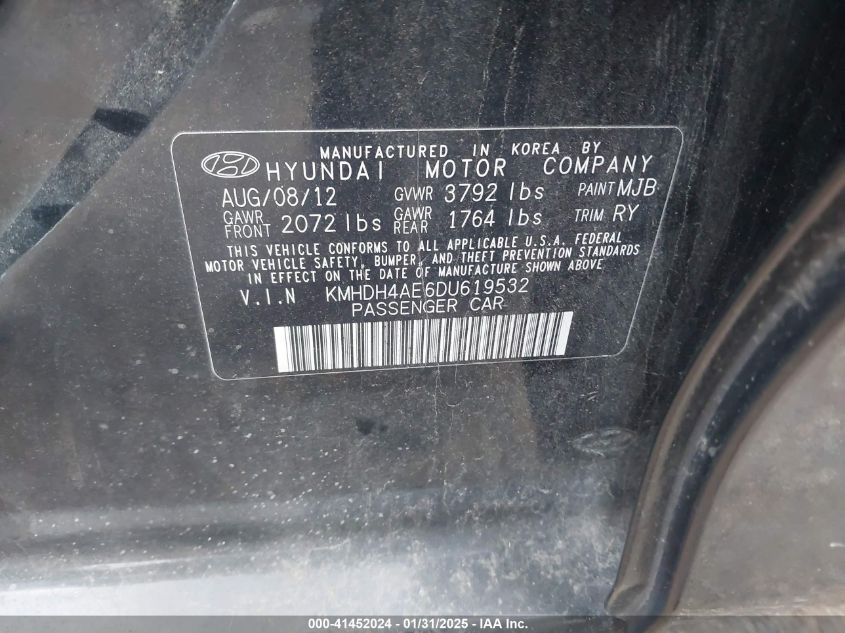 MANUFACTURED IN KOREA BY
HYUNDAI MOTOR COMPANY
AUG/08/12 GVWR 3792 lbs PAINT MJB
GAWR FRONT 2072 lbs GAWR REAR 1764 lbs TRIM RY
THIS VEHICLE CONFORMS TO ALL APPLICABLE U.S.A. FEDERAL
MOTOR VEHICLE SAFETY, BUMPER, AND THEFT PREVENTION STANDARDS
IN EFFECT ON THE DATE OF MANUFACTURE SHOWN ABOVE
V.I.N KMHDH4AE6DU619532
PASSENGER CAR
000-41452024 - 01/31/2025 - Copyright © IAA, Inc.